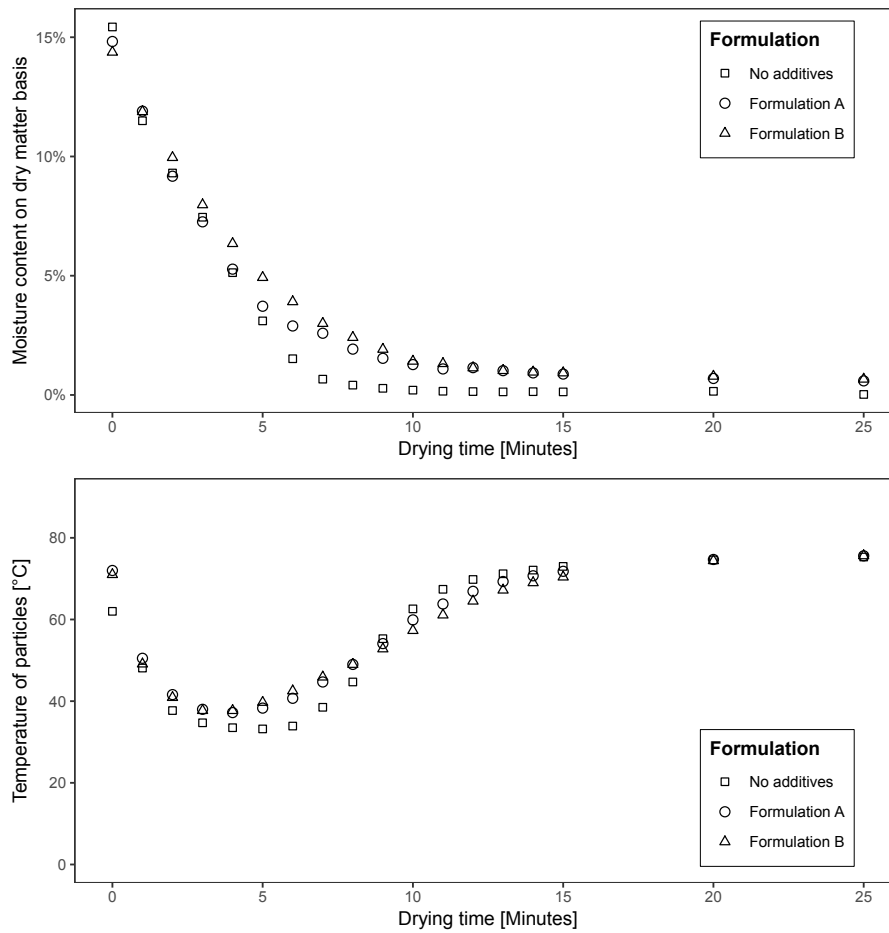 Moisture content on dry matter basis
15%
10%
5%
0%
Formulation
No additives
Formulation A
Formulation B
0 5 10 15 20 25
Drying time [Minutes]
Temperature of particles [°C]
80
60
40
20
0
Formulation
No additives
Formulation A
Formulation B
0 5 10 15 20 25
Drying time [Minutes]